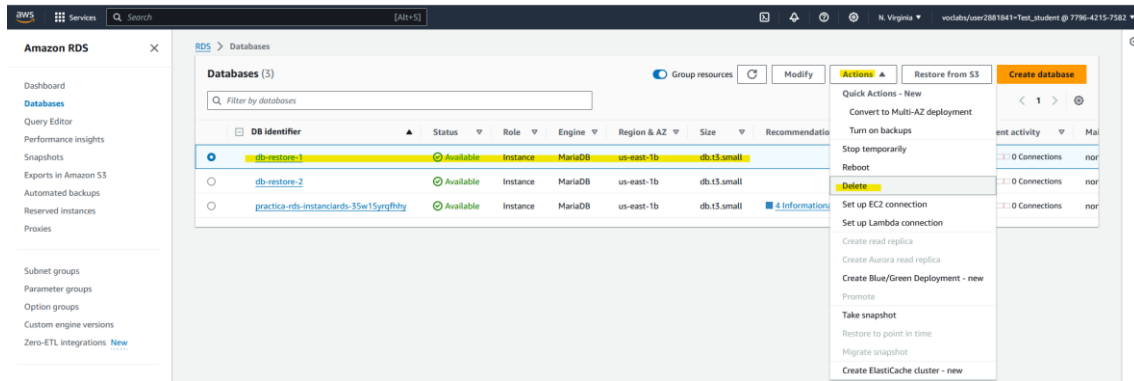 aws Services Search [Alt+S] N. Virginia voclabs/user2881841=Test_student @ 7796-4215-7582
Amazon RDS
Dashboard
Databases
Query Editor
Performance insights
Snapshots
Exports in Amazon S3
Automated backups
Reserved instances
Proxies
Subnet groups
Parameter groups
Option groups
Custom engine versions
Zero-ETL integrations New
RDS > Databases
Databases (3) Group resources Modify Actions Restore from S3 Create database
Filter by databases 1
DB identifier Status Role Engine Region & AZ Size Recommendatio ent activity Mai
db-restore-1 Available Instance MariaDB us-east-1b db.t3.small 0 Connections nor
db-restore-2 Available Instance MariaDB us-east-1b db.t3.small 0 Connections nor
practica-rds-instanciards-35w15yrqfhhy Available Instance MariaDB us-east-1b db.t3.small 4 Informationa 0 Connections nor
Quick Actions - New
Convert to Multi-AZ deployment
Turn on backups
Stop temporarily
Reboot
Delete
Set up EC2 connection
Set up Lambda connection
Create read replica
Create Aurora read replica
Create Blue/Green Deployment - new
Promote
Take snapshot
Restore to point in time
Migrate snapshot
Create ElastiCache cluster - new